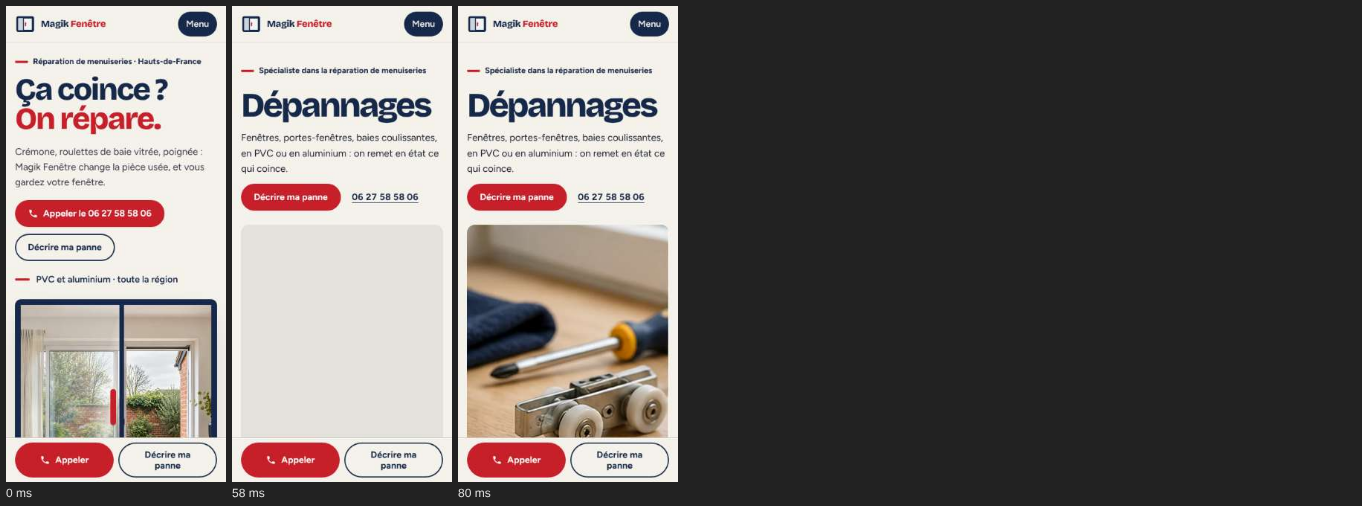 Magik Fenêtre
Menu
Réparation de menuiseries · Hauts-de-France
Ça coince ?
On répare.
Crémone, roulettes de baie vitrée, poignée :
Magik Fenêtre change la pièce usée, et vous
gardez votre fenêtre.
Appeler le 06 27 58 58 06
Décrire ma panne
PVC et aluminium · toute la région
Appeler
Décrire ma
panne
0 ms
Magik Fenêtre
Menu
Spécialiste dans la réparation de menuiseries
Dépannages
Fenêtres, portes-fenêtres, baies coulissantes,
en PVC ou en aluminium : on remet en état ce
qui coince.
Décrire ma panne
06 27 58 58 06
Appeler
Décrire ma
panne
58 ms
Magik Fenêtre
Menu
Spécialiste dans la réparation de menuiseries
Dépannages
Fenêtres, portes-fenêtres, baies coulissantes,
en PVC ou en aluminium : on remet en état ce
qui coince.
Décrire ma panne
06 27 58 58 06
Appeler
Décrire ma
panne
80 ms